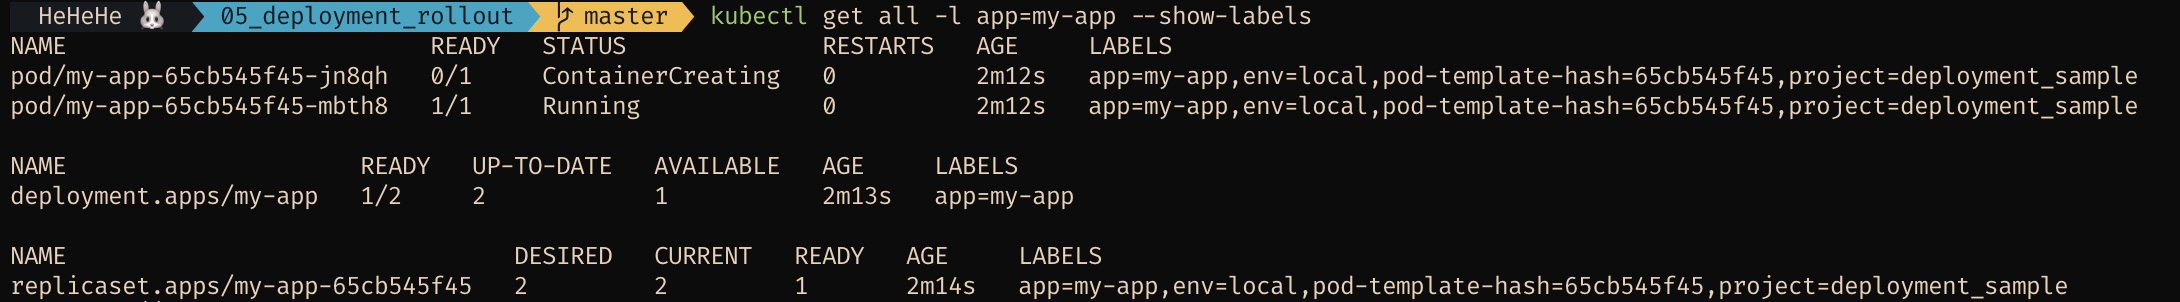 HeHeHe 🐰 05_deployment_rollout master kubectl get all -l app=my-app --show-labels
NAME READY STATUS RESTARTS AGE LABELS
pod/my-app-65cb545f45-jn8qh 0/1 ContainerCreating 0 2m12s app=my-app,env=local,pod-template-hash=65cb545f45,project=deployment_sample
pod/my-app-65cb545f45-mbth8 1/1 Running 0 2m12s app=my-app,env=local,pod-template-hash=65cb545f45,project=deployment_sample
NAME READY UP-TO-DATE AVAILABLE AGE LABELS
deployment.apps/my-app 1/2 2 1 2m13s app=my-app
NAME DESIRED CURRENT READY AGE LABELS
replicaset.apps/my-app-65cb545f45 2 2 1 2m14s app=my-app,env=local,pod-template-hash=65cb545f45,project=deployment_sample